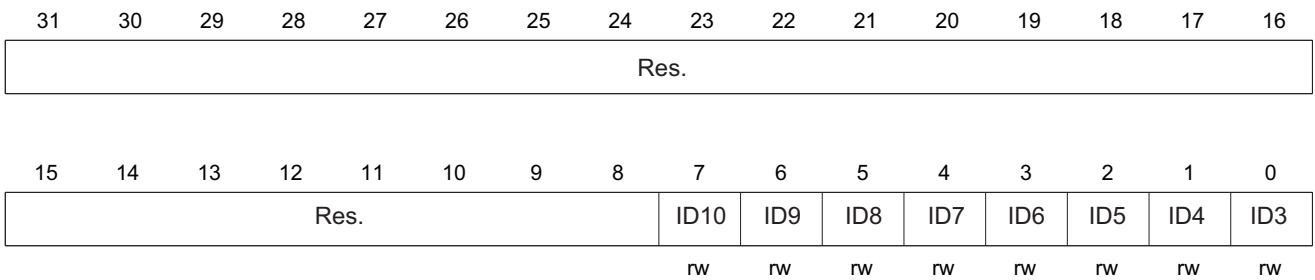 31 30 29 28 27 26 25 24 23 22 21 20 19 18 17 16
Res.
15 14 13 12 11 10 9 8 7 6 5 4 3 2 1 0
Res. ID10 ID9 ID8 ID7 ID6 ID5 ID4 ID3
rw rw rw rw rw rw rw rw